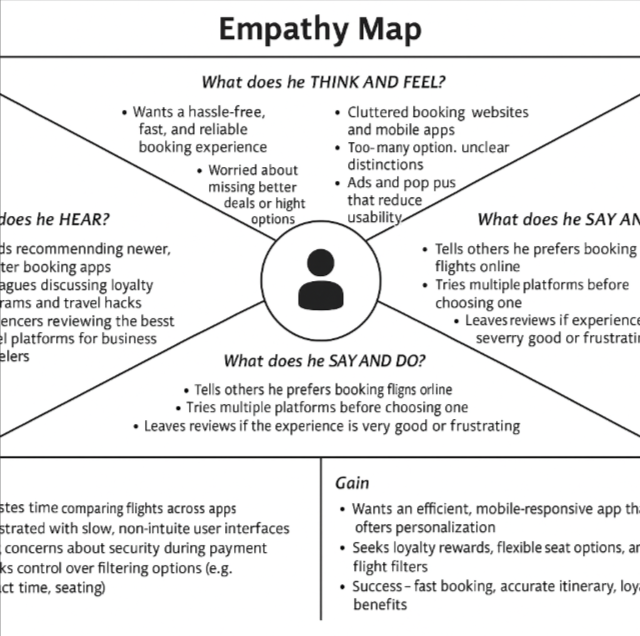 Empathy Map
What does he THINK AND FEEL?
• Wants a hassle-free,
fast, and reliable
booking experience
• Worried about
missing better
deals or hight
options
• Cluttered booking websites
and mobile apps
• Too-many option. unclear
distinctions
• Ads and pop pus
that reduce
usability
does he HEAR?
ds recommennding newer,
ter booking apps
agues discussing loyalty
rams and travel hacks
encers reviewing the besst
el platforms for business
elers
What does he SAY AN
• Tells others he prefers booking
flights online
• Tries multiple platforms before
choosing one
• Leaves reviews if experience
severry good or frustratin
What does he SAY AND DO?
• Tells others he prefers booking fligns online
• Tries multiple platforms before choosing one
• Leaves reviews if the experience is very good or frustrating
stes time comparing flights across apps
strated with slow, non-intuite user interfaces
concerns about security during payment
ks control over filtering options (e.g.
ct time, seating)
Gain
• Wants an efficient, mobile-responsive app tha
ofters personalization
• Seeks loyalty rewards, flexible seat options, an
flight filters
• Success – fast booking, accurate itinerary, loya
benefits